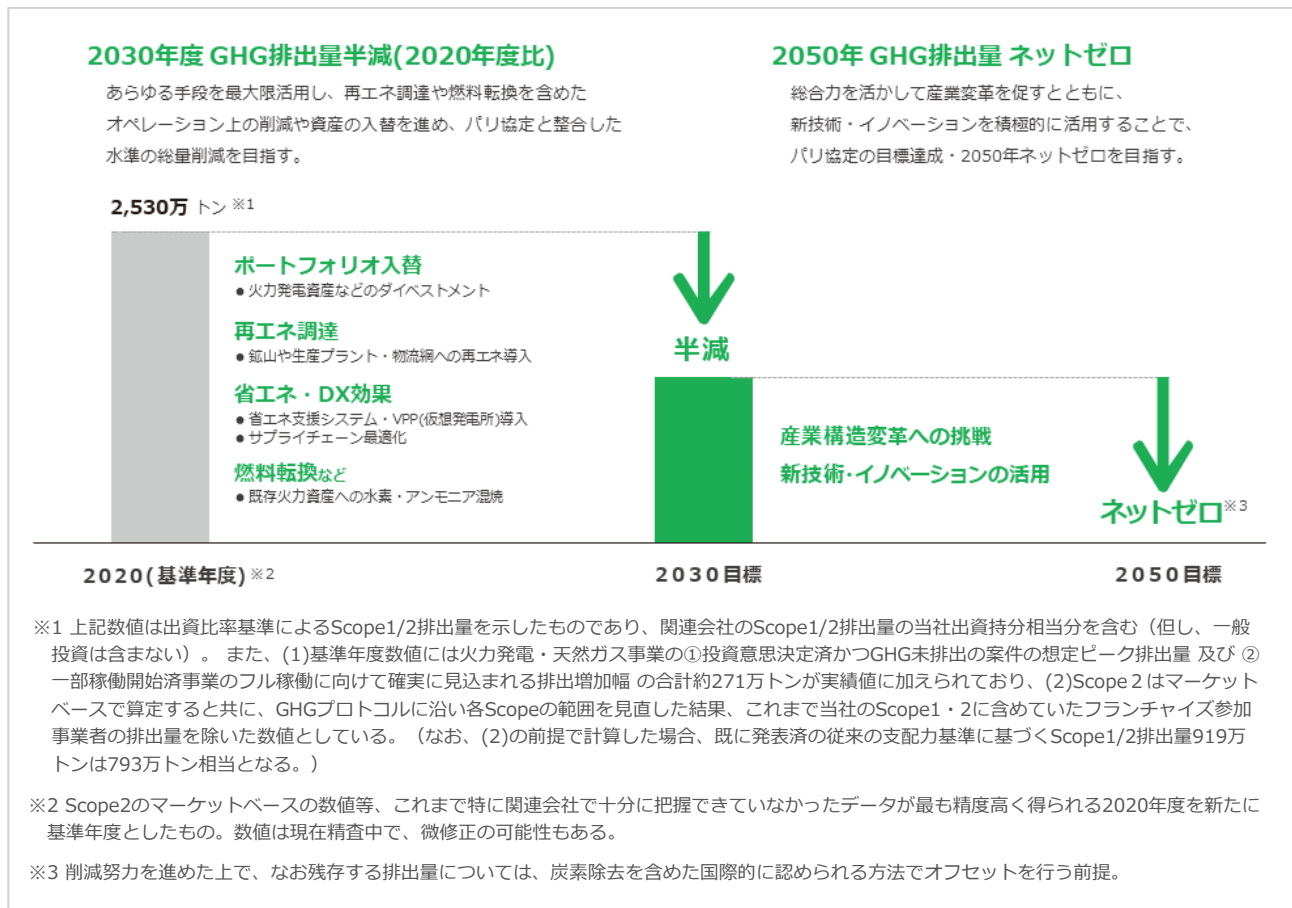 2030年度 GHG排出量半減(2020年度比)
あらゆる手段を最大限活用し、再エネ調達や燃料転換を含めた
オペレーション上の削減や資産の入替を進め、パリ協定と整合した
水準の総量削減を目指す。
2050年 GHG排出量 ネットゼロ
総合力を活かして産業変革を促すとともに、
新技術・イノベーションを積極的に活用することで、
パリ協定の目標達成・2050年ネットゼロを目指す。
2,530万 トン ※1
ポートフォリオ入替
● 火力発電資産などのダイベストメント
再エネ調達
● 鉱山や生産プラント・物流網への再エネ導入
省エネ・DX効果
● 省エネ支援システム・VPP(仮想発電所)導入
● サプライチェーン最適化
燃料転換など
● 既存火力資産への水素・アンモニア混焼
半減
産業構造変革への挑戦
新技術・イノベーションの活用
ネットゼロ※3
2020(基準年度) ※2
2030目標
2050目標
※1 上記数値は出資比率基準によるScope1/2排出量を示したものであり、関連会社のScope1/2排出量の当社出資持分相当分を含む（但し、一般
投資は含まない）。 また、(1)基準年度数値には火力発電・天然ガス事業の①投資意思決定済かつGHG未排出の案件の想定ピーク排出量 及び ②
一部稼働開始済事業のフル稼働に向けて確実に見込まれる排出増加幅 の合計約271万トンが実績値に加えられており、(2)Scope２はマーケット
ベースで算定すると共に、GHGプロトコルに沿い各Scopeの範囲を見直した結果、これまで当社のScope1・2に含めていたフランチャイズ参加
事業者の排出量を除いた数値としている。（なお、(2)の前提で計算した場合、既に発表済の従来の支配力基準に基づくScope1/2排出量919万
トンは793万トン相当となる。）
※2 Scope2のマーケットベースの数値等、これまで特に関連会社で十分に把握できていなかったデータが最も精度高く得られる2020年度を新たに
基準年度としたもの。数値は現在精査中で、微修正の可能性もある。
※3 削減努力を進めた上で、なお残存する排出量については、炭素除去を含めた国際的に認められる方法でオフセットを行う前提。